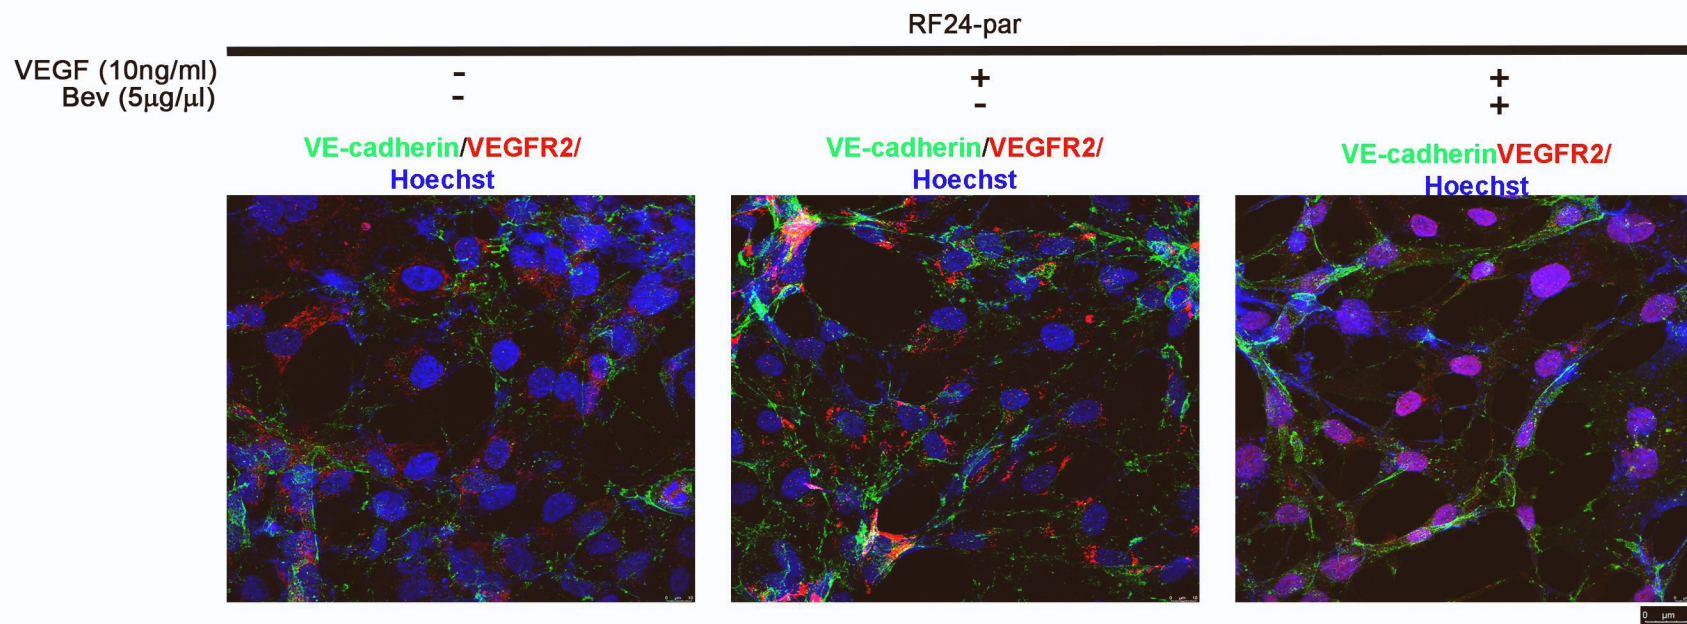 RF24-par
VEGF (10ng/ml) - + +
Bev (5µg/µl) - - +
VE-cadherin/VEGFR2/ VE-cadherin/VEGFR2/ VE-cadherinVEGFR2/
Hoechst Hoechst Hoechst
0 µm